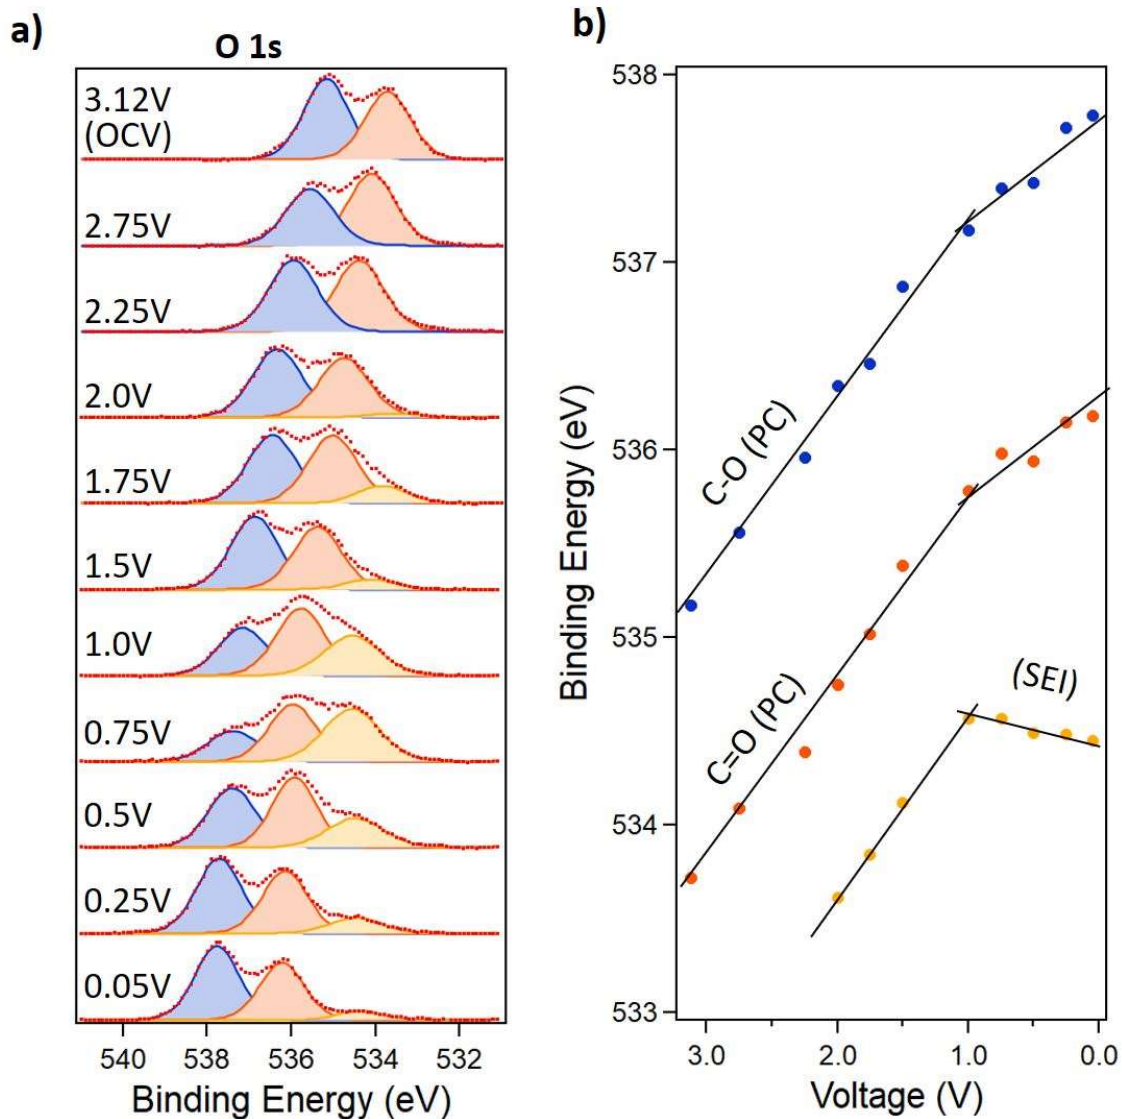 a)
O 1s
3.12V
(OCV)
2.75V
2.25V
2.0V
1.75V
1.5V
1.0V
0.75V
0.5V
0.25V
0.05V
540 538 536 534 532
Binding Energy (eV)
b)
Binding Energy (eV)
538
537
536
535
534
533
C-O (PC)
C=O (PC)
(SEI)
3.0 2.0 1.0 0.0
Voltage (V)